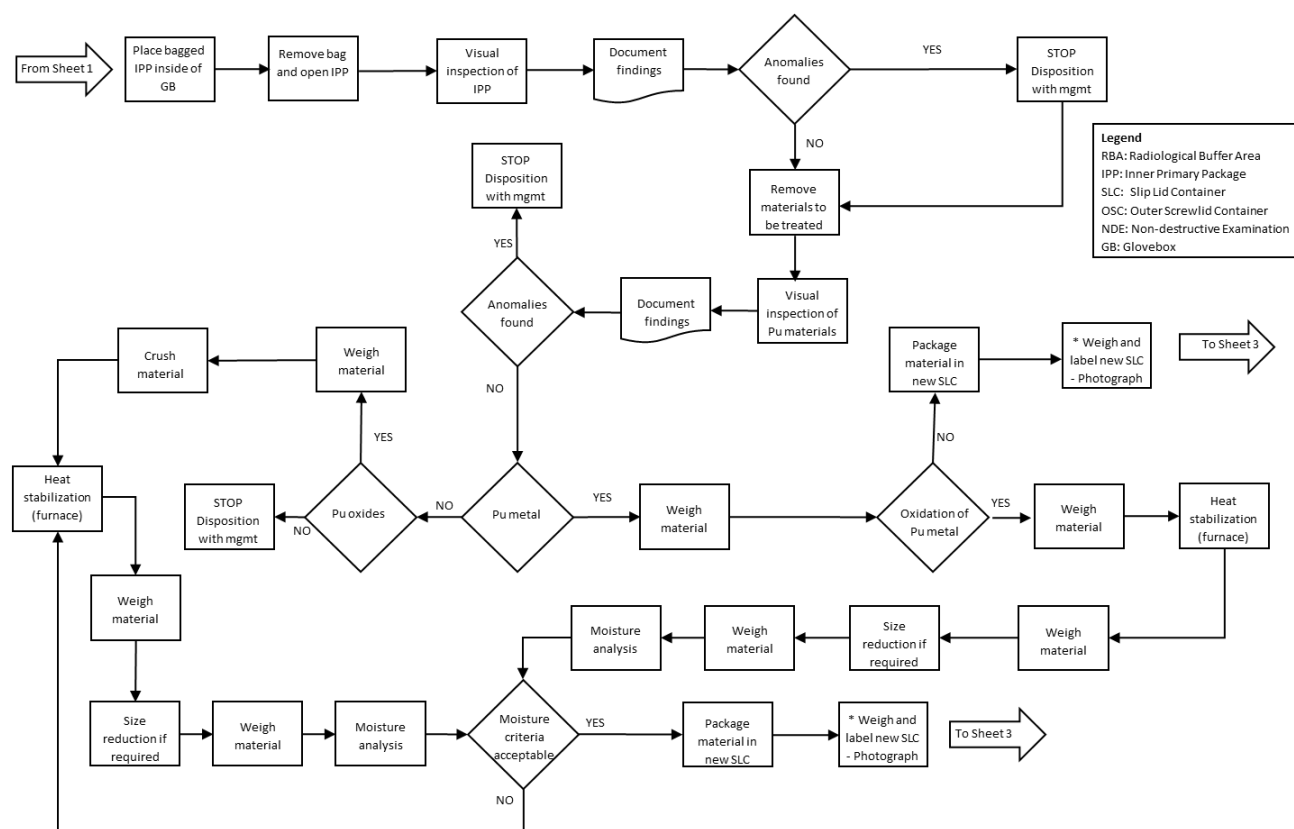 From Sheet 1
Place bagged
IPP inside of
GB
Remove bag
and open IPP
Visual
inspection of
IPP
Document
findings
Anomalies
found
YES
STOP
Disposition
with mgmt
NO
Legend
RBA: Radiological Buffer Area
IPP: Inner Primary Package
SLC: Slip Lid Container
OSC: Outer Screwlid Container
NDE: Non-destructive Examination
GB: Glovebox
STOP
Disposition
with mgmt
Remove
materials to
be treated
YES
Anomalies
found
Document
findings
Visual
inspection of
Pu materials
Crush
material
Weigh
material
NO
Package
material in
new SLC
* Weigh and
label new SLC
- Photograph
To Sheet 3
YES
NO
Heat
stabilization
(furnace)
STOP
Disposition
with mgmt
NO
Pu oxides
NO
Pu metal
YES
Weigh
material
Oxidation of
Pu metal
YES
Weigh
material
Heat
stabilization
(furnace)
Weigh
material
Moisture
analysis
Weigh
material
Size
reduction if
required
Weigh
material
Size
reduction if
required
Weigh
material
Moisture
analysis
Moisture
criteria
acceptable
YES
Package
material in
new SLC
* Weigh and
label new SLC
- Photograph
To Sheet 3
NO